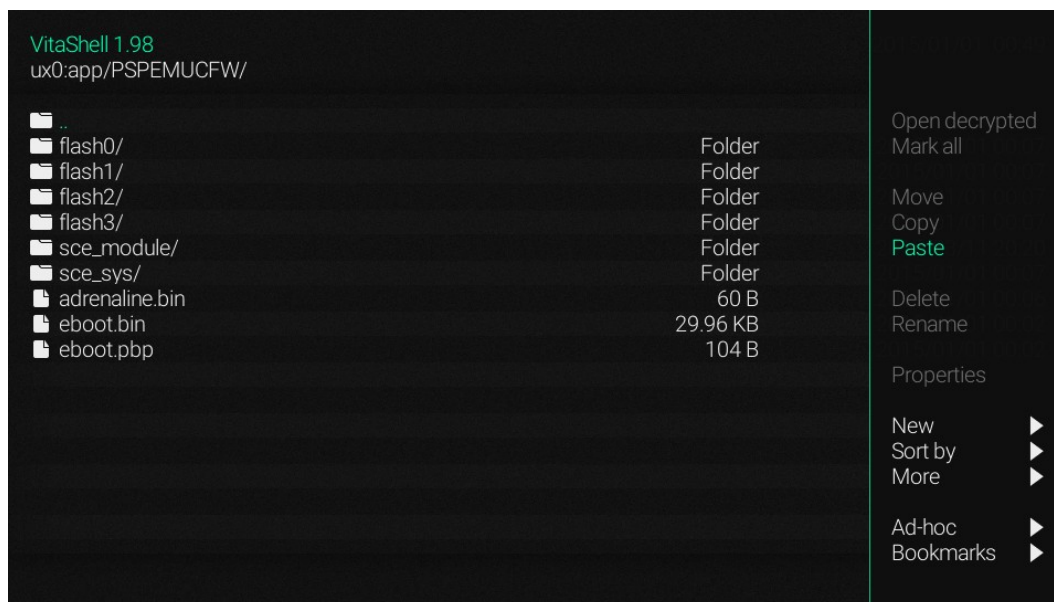 VitaShell 1.98
ux0:app/PSPEMUCFW/
..
flash0/ Folder
flash1/ Folder
flash2/ Folder
flash3/ Folder
sce_module/ Folder
sce_sys/ Folder
adrenaline.bin 60 B
eboot.bin 29.96 KB
eboot.pbp 104 B
Open decrypted
Mark all
Move
Copy
Paste
Delete
Rename
Properties
New
Sort by
More
Ad-hoc
Bookmarks